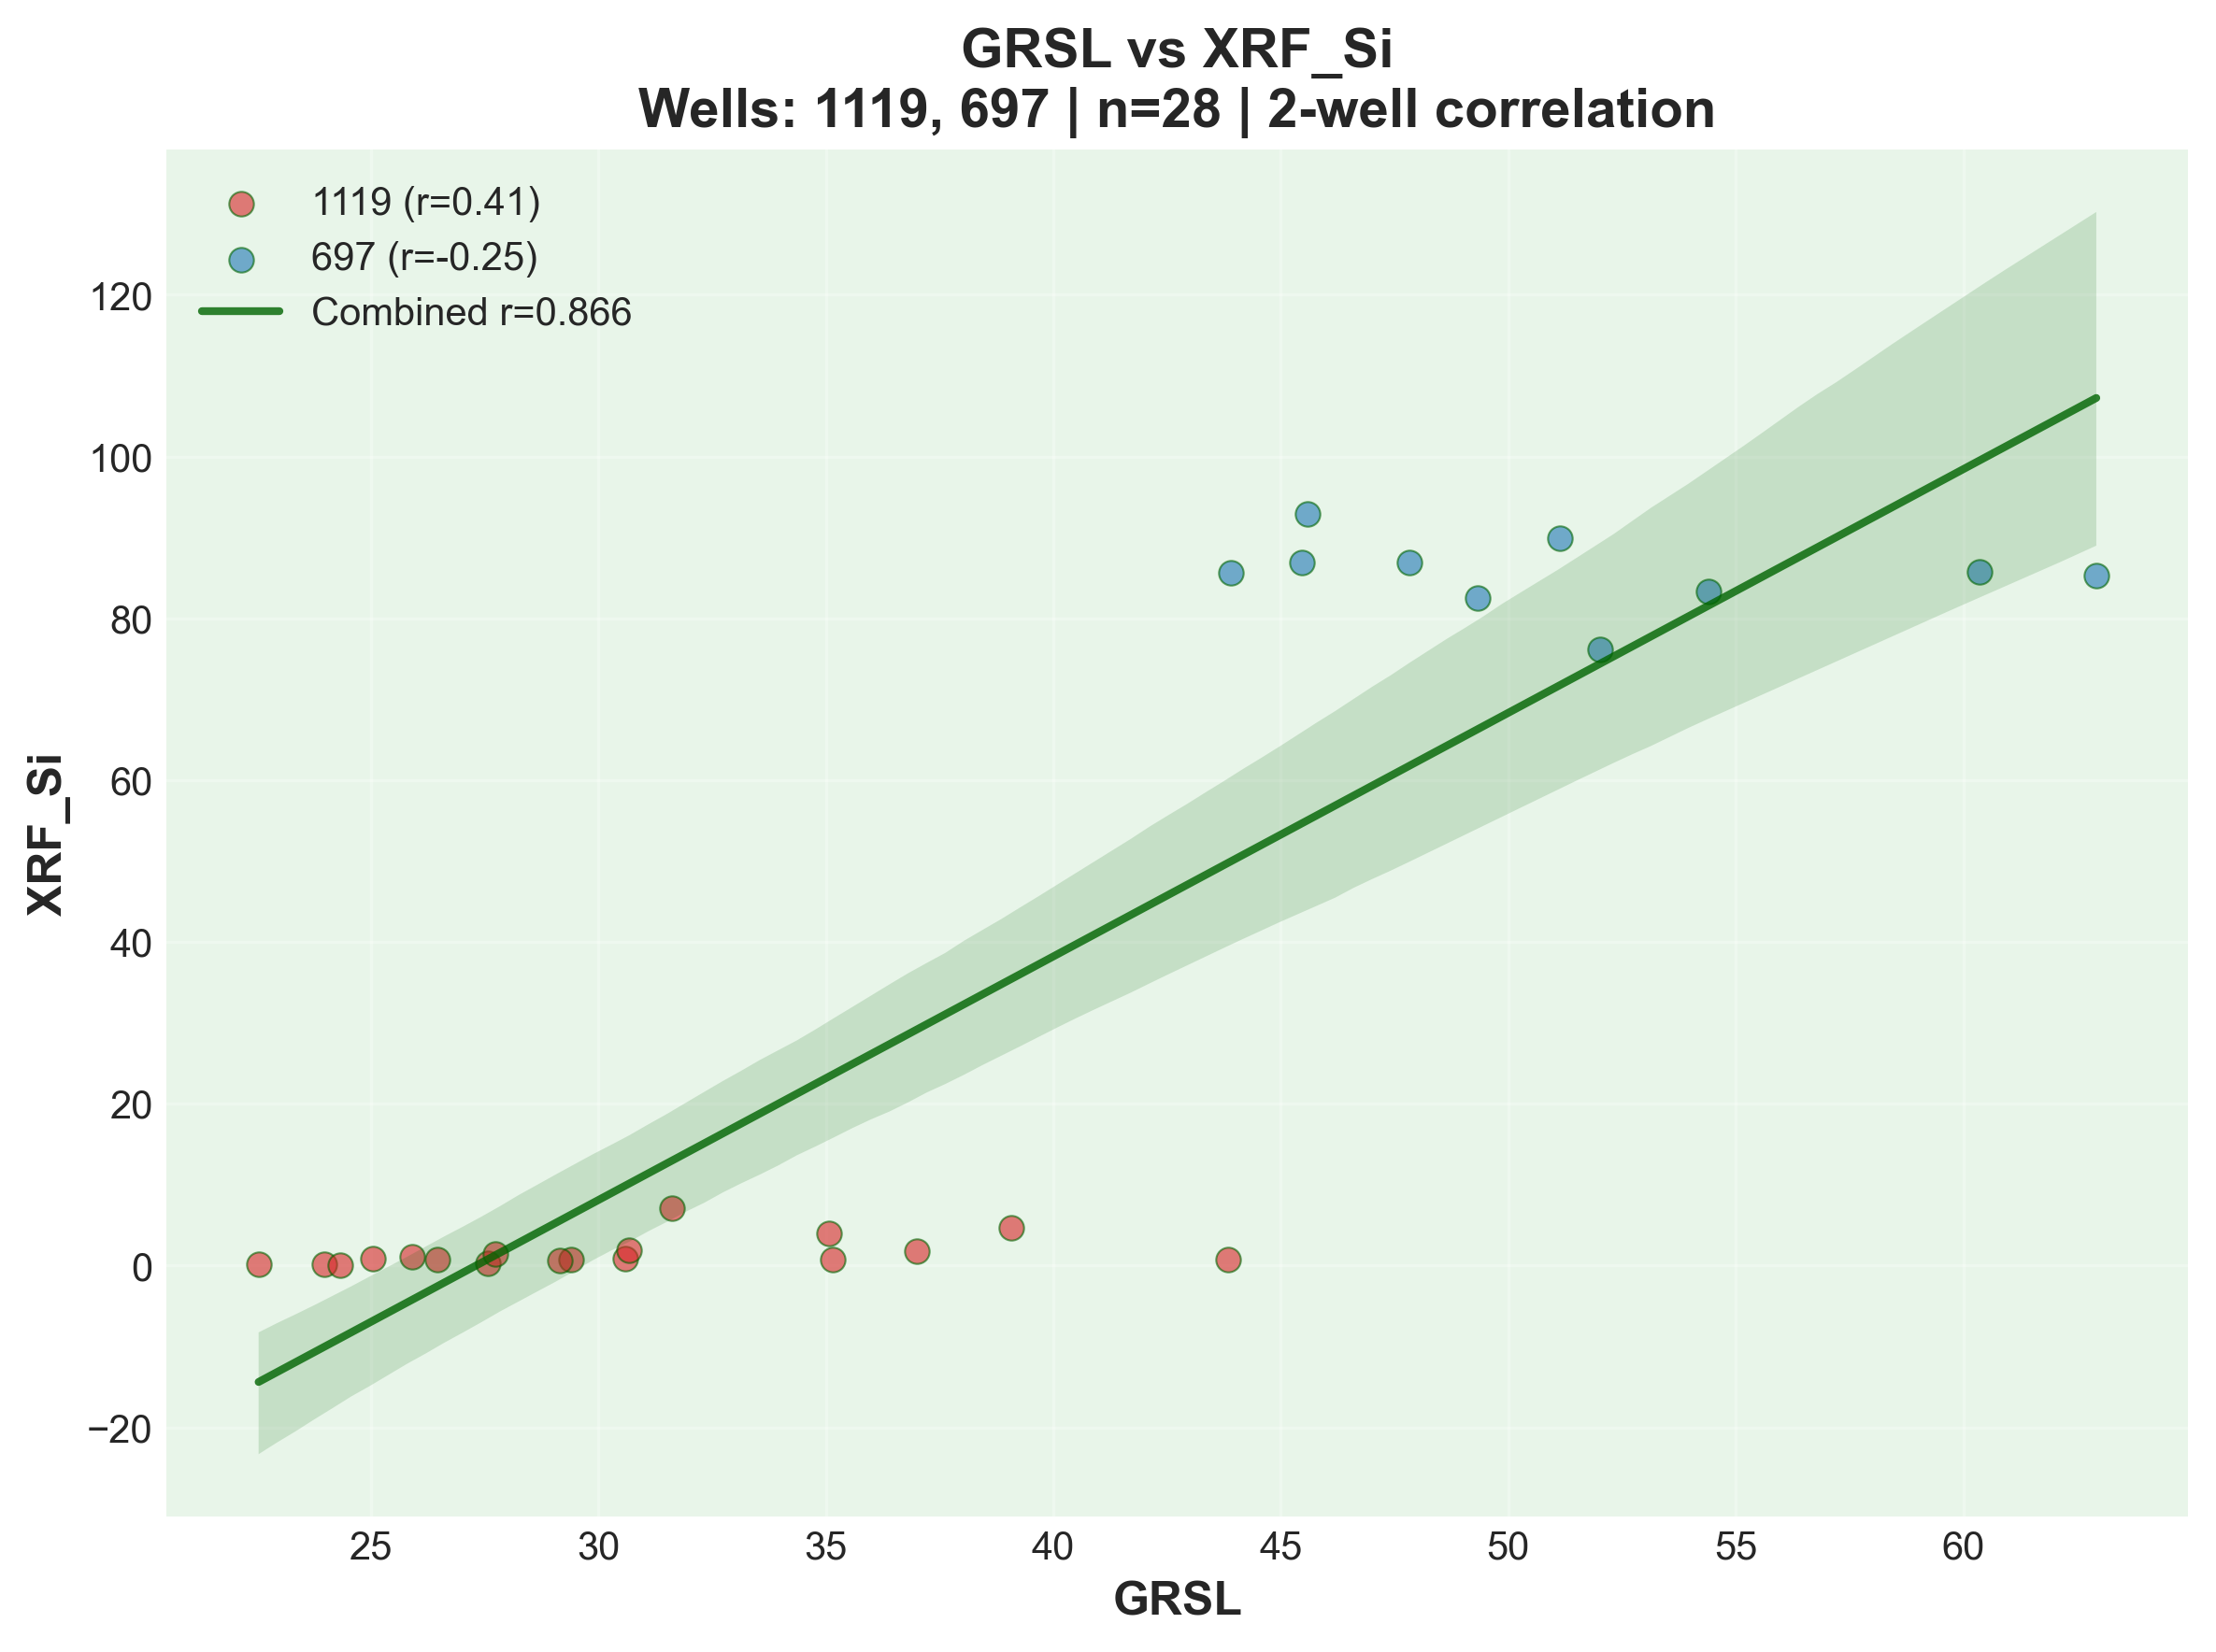 GRSL vs XRF_Si
Wells: 1119, 697 | n=28 | 2-well correlation
1119 (r=0.41)
697 (r=-0.25)
Combined r=0.866
120
100
80
60
40
20
0
−20
XRF_Si
25 30 35 40 45 50 55 60
GRSL